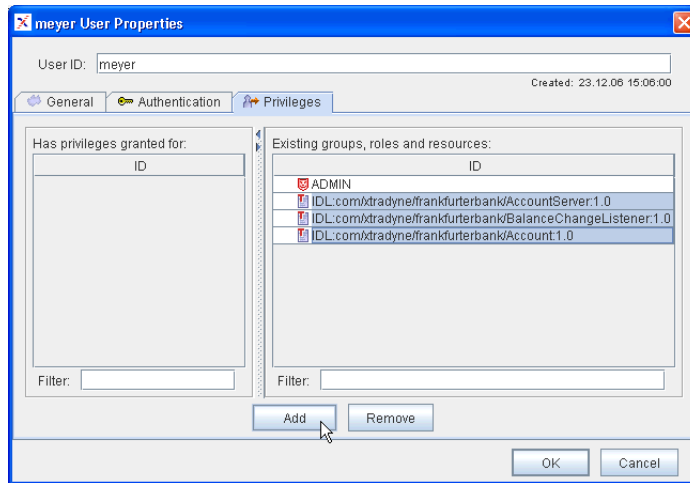 meyer User Properties
User ID: meyer
Created: 23.12.06 15:06:00
General Authentication Privileges
Has privileges granted for:
ID
Filter:
Existing groups, roles and resources:
ID
ADMIN
IDL:com/xtradyne/frankfurterbank/AccountServer:1.0
IDL:com/xtradyne/frankfurterbank/BalanceChangeListener:1.0
IDL:com/xtradyne/frankfurterbank/Account:1.0
Filter:
Add Remove
OK Cancel